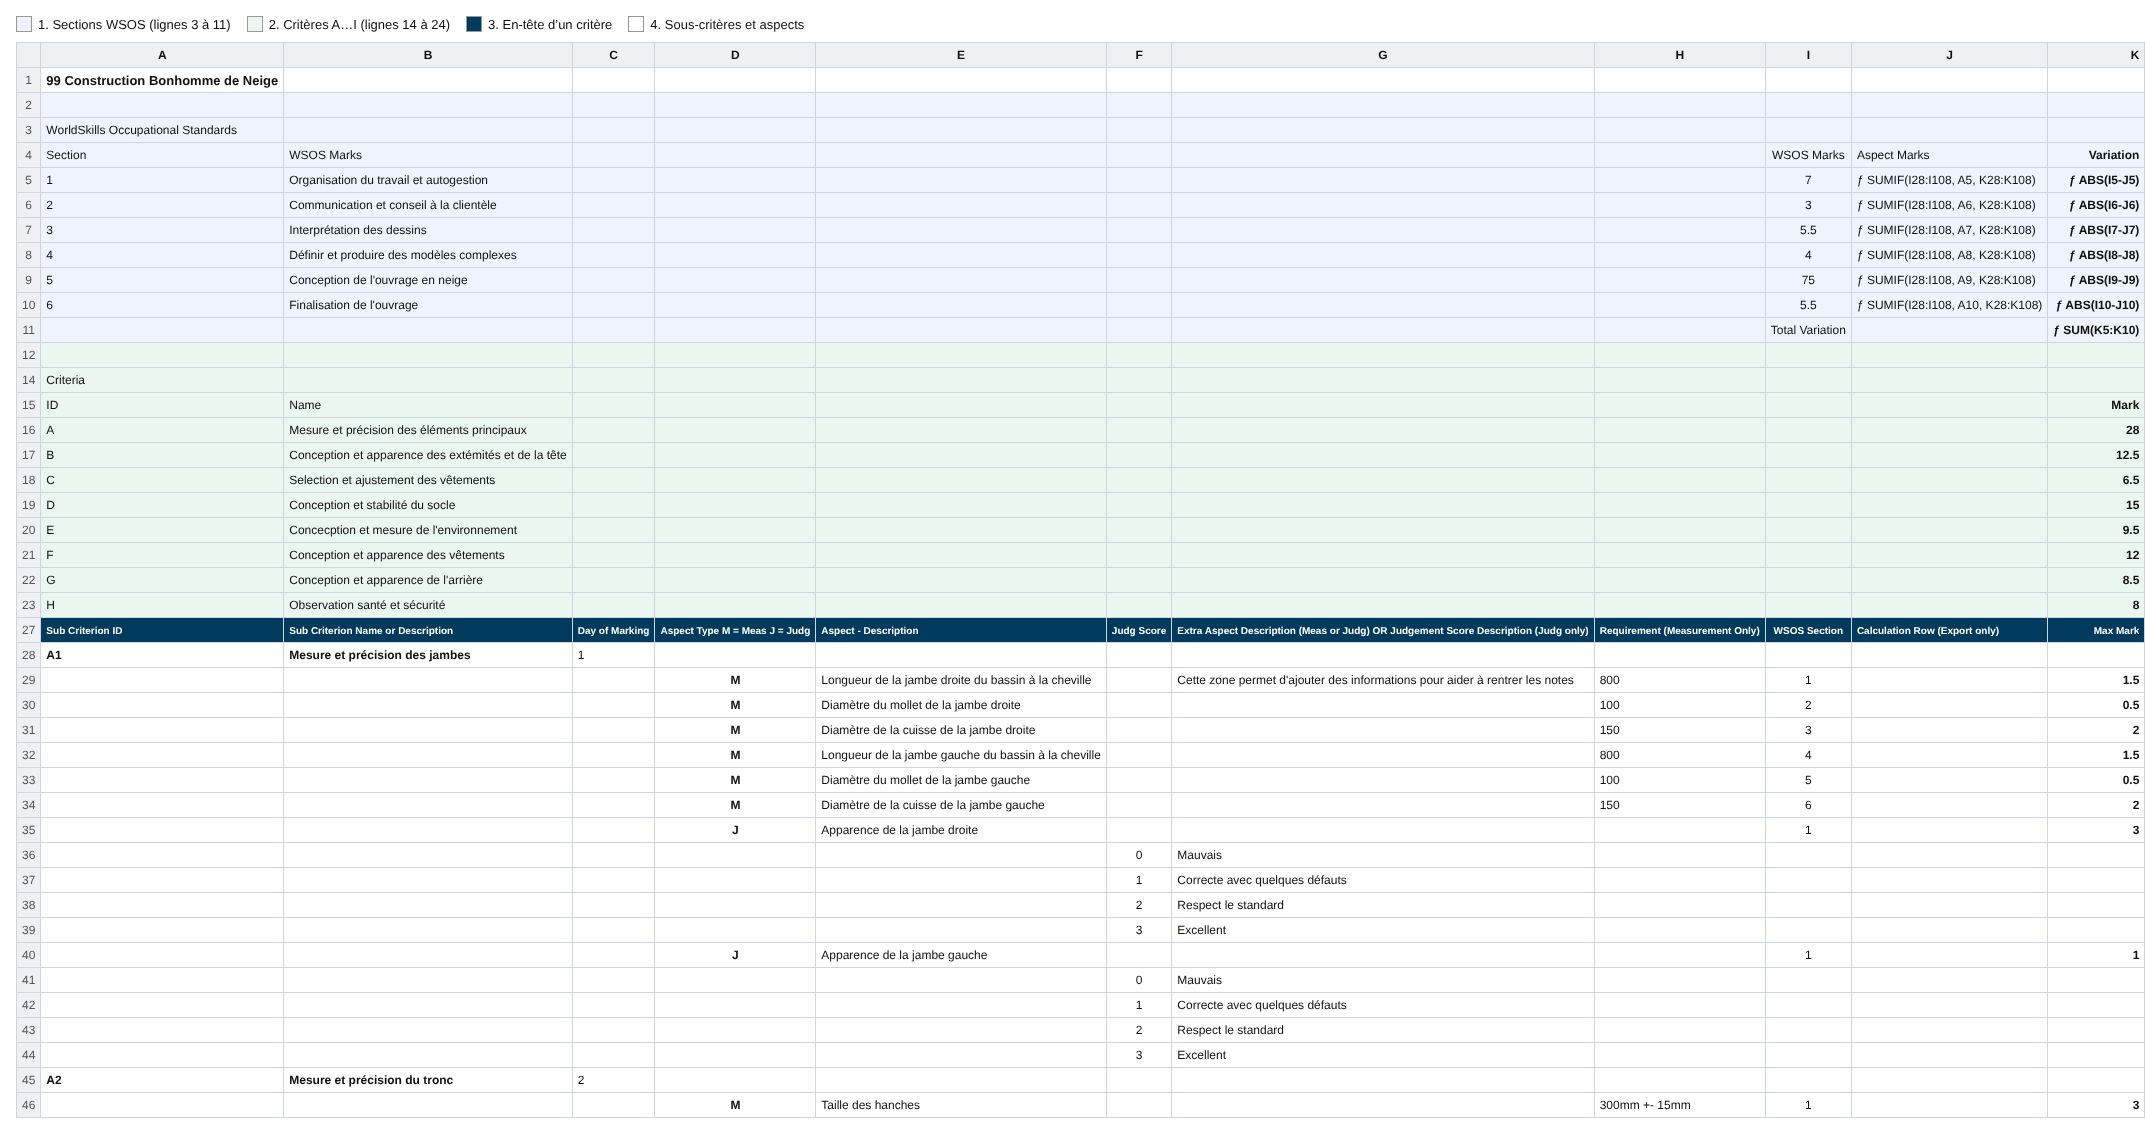 1. Sections WSOS (lignes 3 à 11) 2. Critères A…I (lignes 14 à 24) 3. En-tête d’un critère 4. Sous-critères et aspects
A B C D E F G H I J K
1 99 Construction Bonhomme de Neige
2
3 WorldSkills Occupational Standards
4 Section WSOS Marks WSOS Marks Aspect Marks Variation
5 1 Organisation du travail et autogestion 7 ƒ SUMIF(I28:I108, A5, K28:K108) ƒ ABS(I5-J5)
6 2 Communication et conseil à la clientèle 3 ƒ SUMIF(I28:I108, A6, K28:K108) ƒ ABS(I6-J6)
7 3 Interprétation des dessins 5.5 ƒ SUMIF(I28:I108, A7, K28:K108) ƒ ABS(I7-J7)
8 4 Définir et produire des modèles complexes 4 ƒ SUMIF(I28:I108, A8, K28:K108) ƒ ABS(I8-J8)
9 5 Conception de l'ouvrage en neige 75 ƒ SUMIF(I28:I108, A9, K28:K108) ƒ ABS(I9-J9)
10 6 Finalisation de l'ouvrage 5.5 ƒ SUMIF(I28:I108, A10, K28:K108) ƒ ABS(I10-J10)
11 Total Variation ƒ SUM(K5:K10)
12
14 Criteria
15 ID Name Mark
16 A Mesure et précision des éléments principaux 28
17 B Conception et apparence des extémités et de la tête 12.5
18 C Selection et ajustement des vêtements 6.5
19 D Conception et stabilité du socle 15
20 E Concecption et mesure de l'environnement 9.5
21 F Conception et apparence des vêtements 12
22 G Conception et apparence de l'arrière 8.5
23 H Observation santé et sécurité 8
27 Sub Criterion ID Sub Criterion Name or Description Day of Marking Aspect Type M = Meas J = Judg Aspect - Description Judg Score Extra Aspect Description (Meas or Judg) OR Judgement Score Description (Judg only) Requirement (Measurement Only) WSOS Section Calculation Row (Export only) Max Mark
28 A1 Mesure et précision des jambes 1
29 M Longueur de la jambe droite du bassin à la cheville Cette zone permet d'ajouter des informations pour aider à rentrer les notes 800 1 1.5
30 M Diamètre du mollet de la jambe droite 100 2 0.5
31 M Diamètre de la cuisse de la jambe droite 150 3 2
32 M Longueur de la jambe gauche du bassin à la cheville 800 4 1.5
33 M Diamètre du mollet de la jambe gauche 100 5 0.5
34 M Diamètre de la cuisse de la jambe gauche 150 6 2
35 J Apparence de la jambe droite 1 3
36 0 Mauvais
37 1 Correcte avec quelques défauts
38 2 Respect le standard
39 3 Excellent
40 J Apparence de la jambe gauche 1 1
41 0 Mauvais
42 1 Correcte avec quelques défauts
43 2 Respect le standard
44 3 Excellent
45 A2 Mesure et précision du tronc 2
46 M Taille des hanches 300mm +- 15mm 1 3